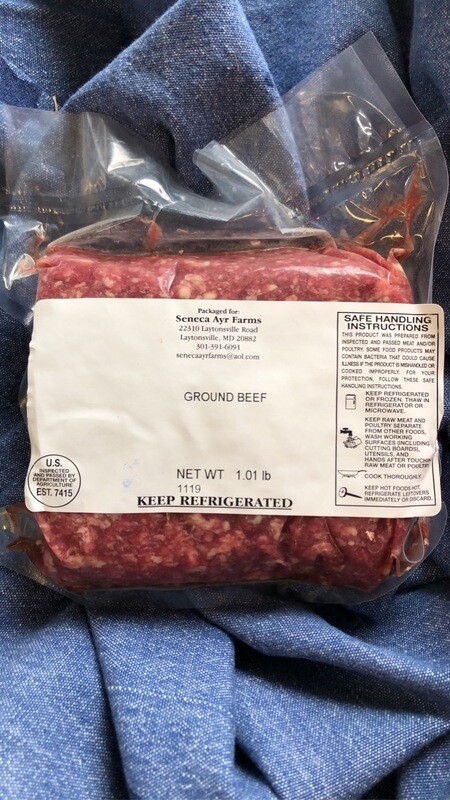 Packaged for:
Seneca Ayr Farms
22310 Laytonsville Road
Laytonsville, MD 20882
301-391-6091
senecaayrfarms@aol.com
GROUND BEEF
NET WT 1.01 lb
1119
KEEP REFRIGERATED
U.S.
INSPECTED
AND PASSED BY
DEPARTMENT OF
AGRICULTURE
EST. 7415
SAFE HANDLING
INSTRUCTIONS
THIS PRODUCT WAS PREPARED FROM
INSPECTED AND PASSED MEAT AND/OR
POULTRY. SOME FOOD PRODUCTS MAY
CONTAIN BACTERIA THAT COULD CAUSE
ILLNESS IF THE PRODUCT IS MISHANDLED OR
COOKED IMPROPERLY. FOR YOUR
PROTECTION, FOLLOW THESE SAFE
HANDLING INSTRUCTIONS.
KEEP REFRIGERATED
OR FROZEN. THAW IN
REFRIGERATOR OR
MICROWAVE.
KEEP RAW MEAT AND
POULTRY SEPARATE
FROM OTHER FOODS.
WASH WORKING
SURFACES (INCLUDING
CUTTING BOARDS),
UTENSILS, AND
HANDS AFTER TOUCHING
RAW MEAT OR POULTRY.
COOK THOROUGHLY.
KEEP HOT FOODS HOT.
REFRIGERATE LEFTOVERS
IMMEDIATELY OR DISCARD.